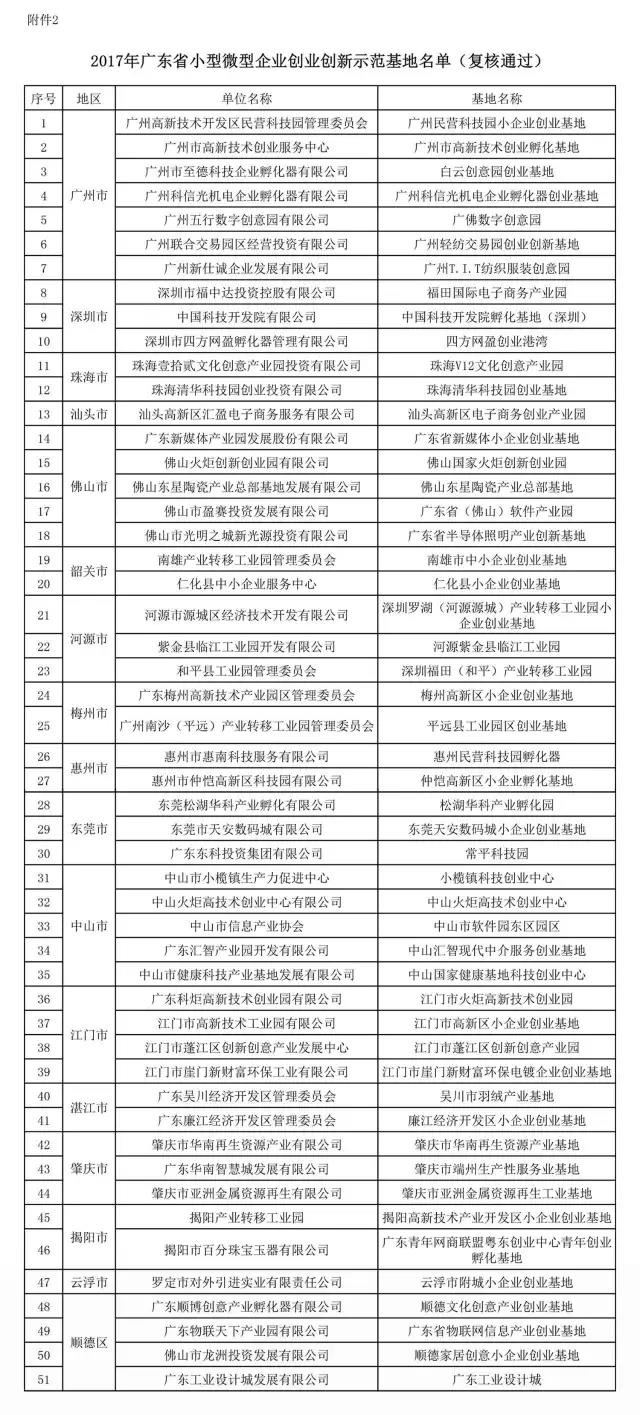 附件2
2017年广东省小型微型企业创业创新示范基地名单（复核通过）
序号 地区 单位名称 基地名称
1 广州高新技术开发区民营科技园管理委员会 广州民营科技园小企业创业基地
2 广州市高新技术创业服务中心 广州市高新技术创业孵化基地
3 广州市至德科技企业孵化器有限公司 白云创意园创业基地
4 广州市 广州科信光机电企业孵化器有限公司 广州科信光机电企业孵化器创业基地
5 广州五行数字创意园有限公司 广佛数字创意园
6 广州联合交易园区经营投资有限公司 广州轻纺交易园创业创新基地
7 广州新仕诚企业发展有限公司 广州T.I.T纺织服装创意园
8 深圳市福中达投资控股有限公司 福田国际电子商务产业园
9 深圳市 中国科技开发院有限公司 中国科技开发院孵化基地（深圳）
10 深圳市四方网盈孵化器管理有限公司 四方网盈创业港湾
11 珠海市 珠海壹拾贰文化创意产业园投资有限公司 珠海V12文化创意产业园
12 珠海清华科技园创业投资有限公司 珠海清华科技园创业基地
13 汕头市 汕头高新区汇盈电子商务服务有限公司 汕头高新区电子商务创业产业园
14 广东新媒体产业园发展股份有限公司 广东省新媒体小企业创业基地
15 佛山火炬创新创业园有限公司 佛山国家火炬创新创业园
16 佛山市 佛山东星陶瓷产业总部基地发展有限公司 佛山东星陶瓷产业总部基地
17 佛山市盈赛投资发展有限公司 广东省（佛山）软件产业园
18 佛山市光明之城新光源投资有限公司 广东省半导体照明产业创新基地
19 韶关市 南雄产业转移工业园管理委员会 南雄市中小企业创业基地
20 仁化县中小企业服务中心 仁化县小企业创业基地
21 河源市源城区经济技术开发有限公司 深圳罗湖（河源源城）产业转移工业园小
企业创业基地
22 河源市 紫金县临江工业园开发有限公司 河源紫金县临江工业园
23 和平县工业园管理委员会 深圳福田（和平）产业转移工业园
24 梅州市 广东梅州高新技术产业园区管理委员会 梅州高新区小企业创业基地
25 广州南沙（平远）产业转移工业园管理委员会 平远县工业园区创业基地
26 惠州市 惠州市惠南科技服务有限公司 惠州民营科技园孵化器
27 惠州市仲恺高新区科技园有限公司 仲恺高新区小企业孵化基地
28 东莞松湖华科产业孵化有限公司 松湖华科产业孵化园
29 东莞市 东莞市天安数码城有限公司 东莞天安数码城小企业创业基地
30 广东东科投资集团有限公司 常平科技园
31 中山市小榄镇生产力促进中心 小榄镇科技创业中心
32 中山火炬高技术创业中心有限公司 中山火炬高技术创业中心
33 中山市 中山市信息产业协会 中山市软件园东区园区
34 广东汇智产业园开发有限公司 中山汇智现代中介服务创业基地
35 中山市健康科技产业基地发展有限公司 中山国家健康基地科技创业中心
36 广东科炬高新技术创业园有限公司 江门市火炬高新技术创业园
37 江门市 江门市高新技术工业园有限公司 江门市高新区小企业创业基地
38 江门市蓬江区创新创意产业发展中心 江门市蓬江区创新创意产业园
39 江门市崖门新财富环保工业有限公司 江门市崖门新财富环保电镀企业创业基地
40 湛江市 广东吴川经济开发区管理委员会 吴川市羽绒产业基地
41 广东廉江经济开发区管理委员会 廉江经济开发区小企业创业基地
42 肇庆市华南再生资源产业有限公司 肇庆市华南再生资源产业基地
43 肇庆市 广东华南智慧城发展有限公司 肇庆市端州生产性服务业基地
44 肇庆市亚洲金属资源再生有限公司 肇庆市亚洲金属资源再生工业基地
45 揭阳市 揭阳产业转移工业园 揭阳高新技术产业开发区小企业创业基地
46 揭阳市百分珠宝玉器有限公司 广东青年网商联盟粤东创业中心青年创业
孵化基地
47 云浮市 罗定市对外引进实业有限责任公司 云浮市附城小企业创业基地
48 广东顺博创意产业孵化器有限公司 顺德文化创意产业创业基地
49 顺德区 广东物联天下产业园有限公司 广东省物联网信息产业创业基地
50 佛山市龙洲投资发展有限公司 顺德家居创意小企业创业基地
51 广东工业设计城发展有限公司 广东工业设计城